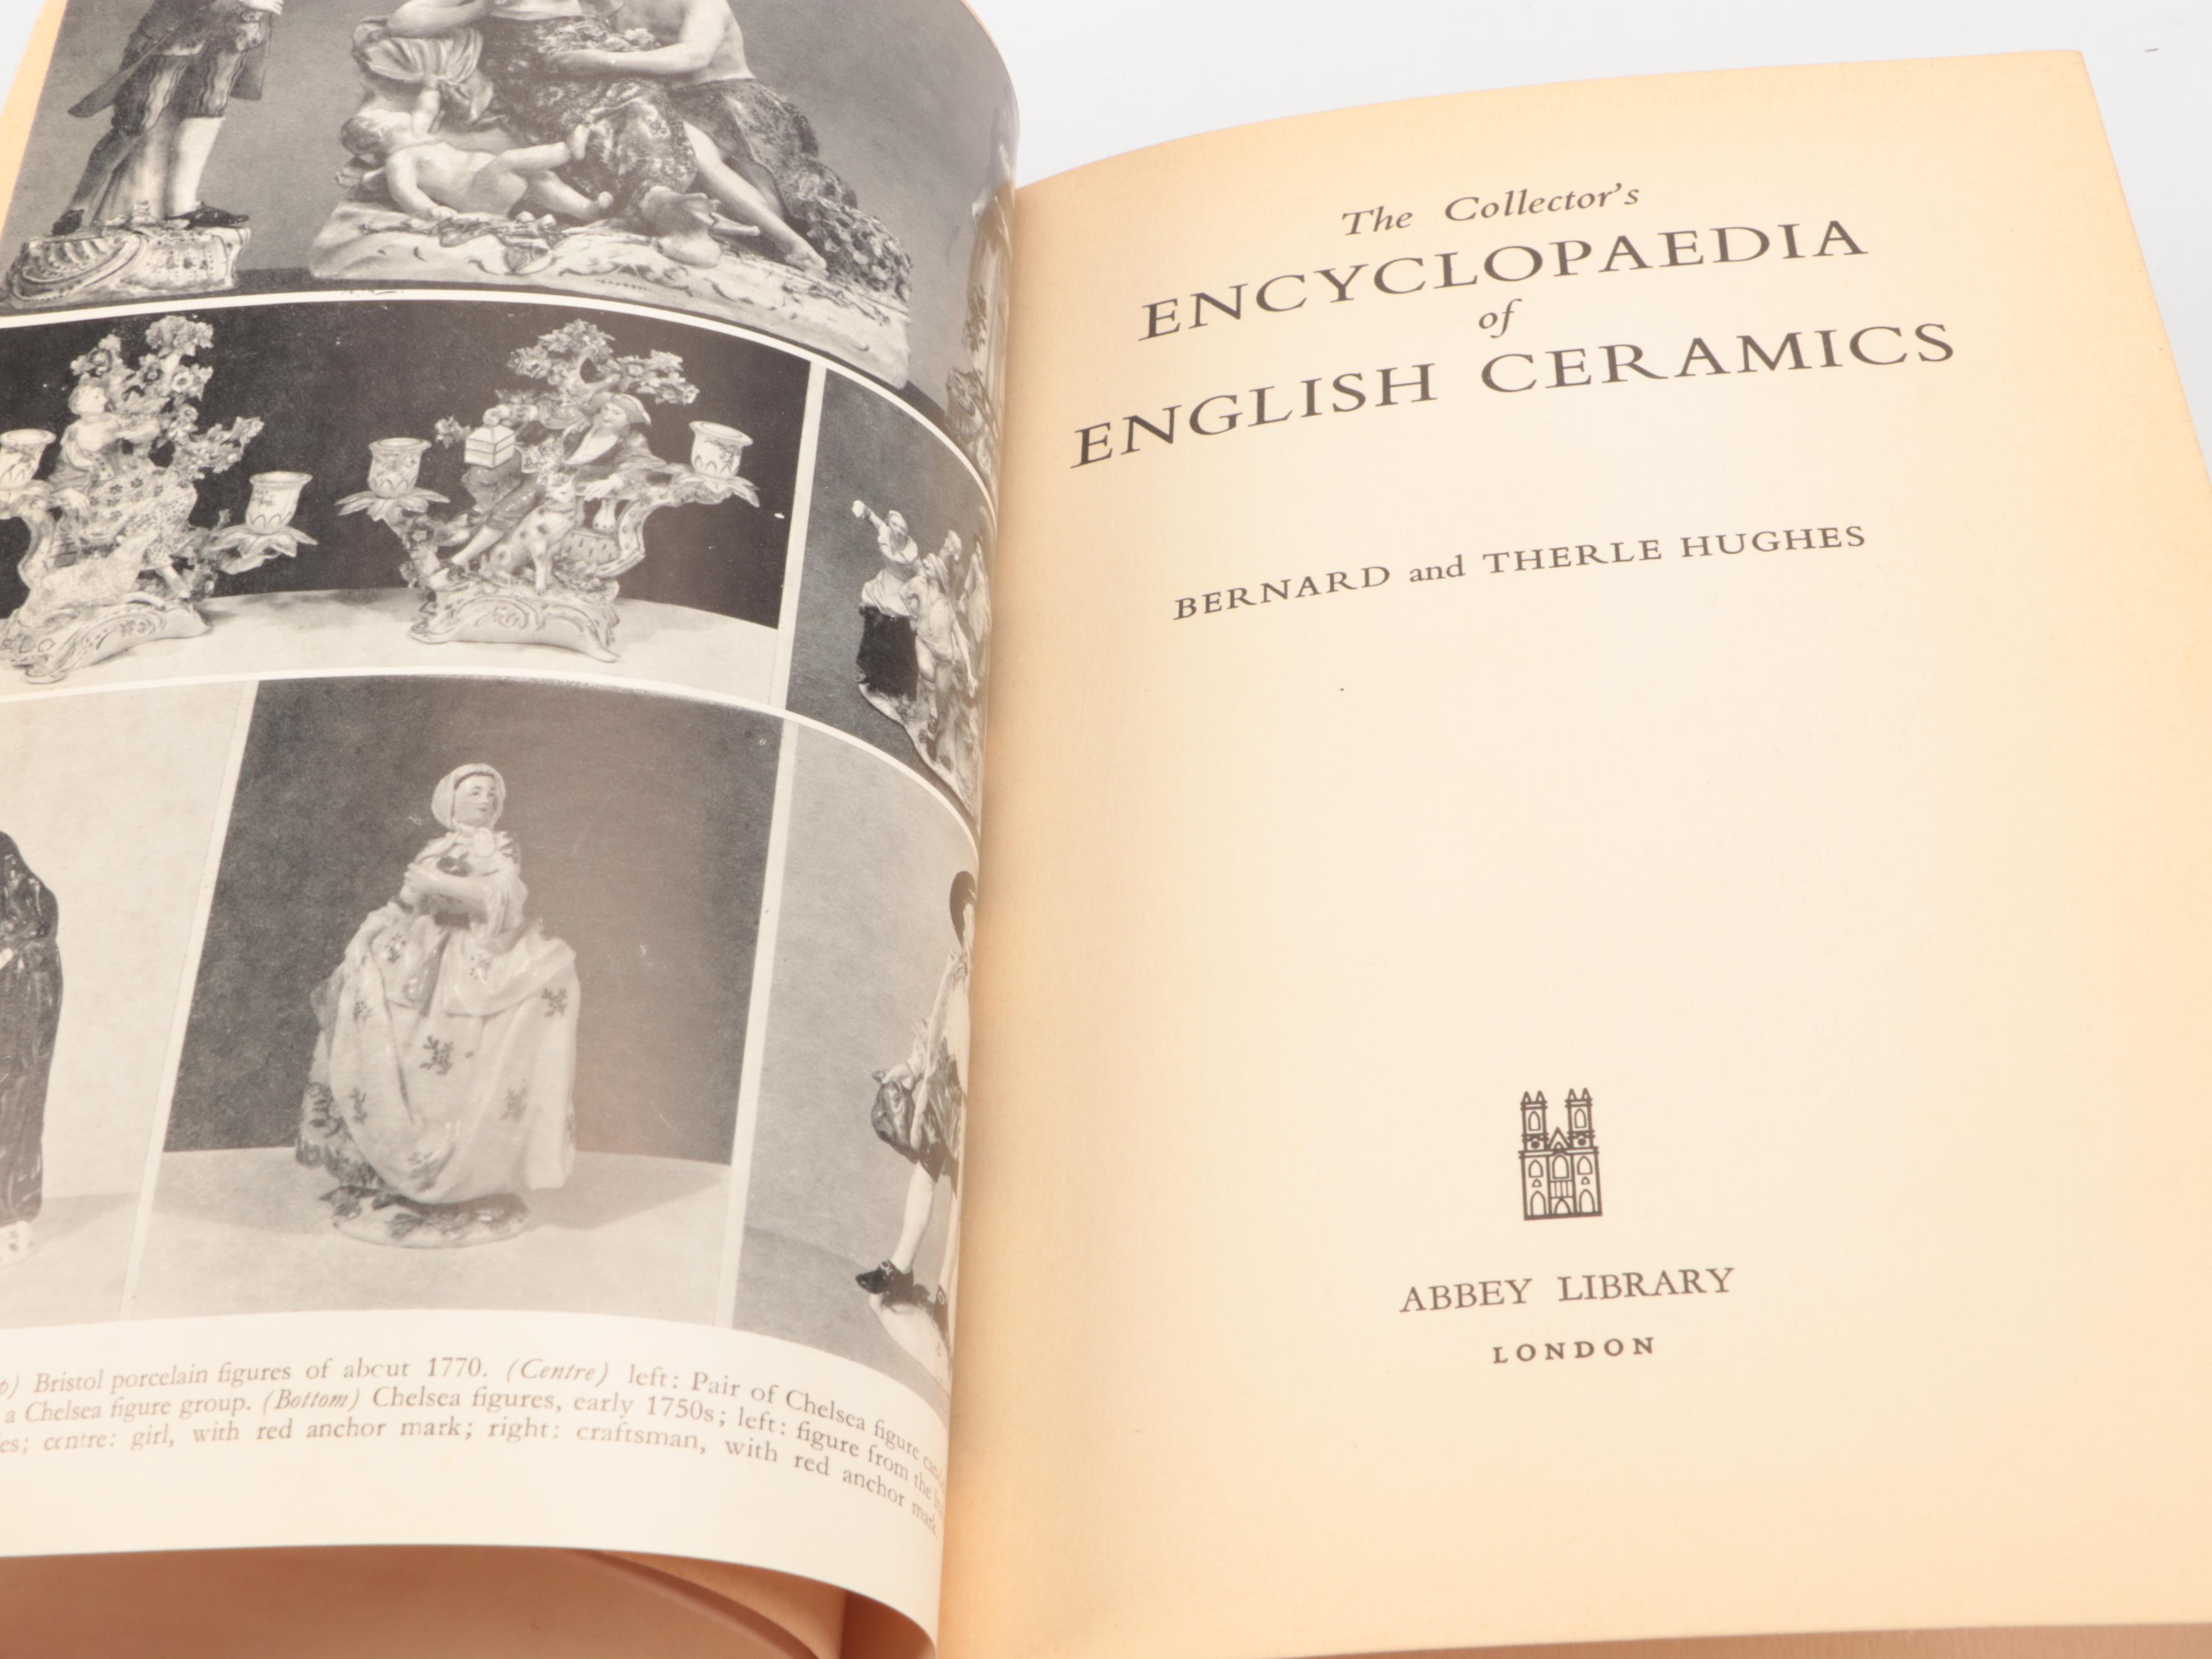 Bristol porcelain figures of about 1770. (Centre) left: Pair of Chelsea figure
a Chelsea figure group. (Bottom) Chelsea figures, early 1750s; left: figure from the
centre: girl, with red anchor mark; right: craftsman, with red anchor mark.
The Collector's
ENCYCLOPAEDIA
of
ENGLISH CERAMICS
BERNARD and THERLE HUGHES
ABBEY LIBRARY
LONDON